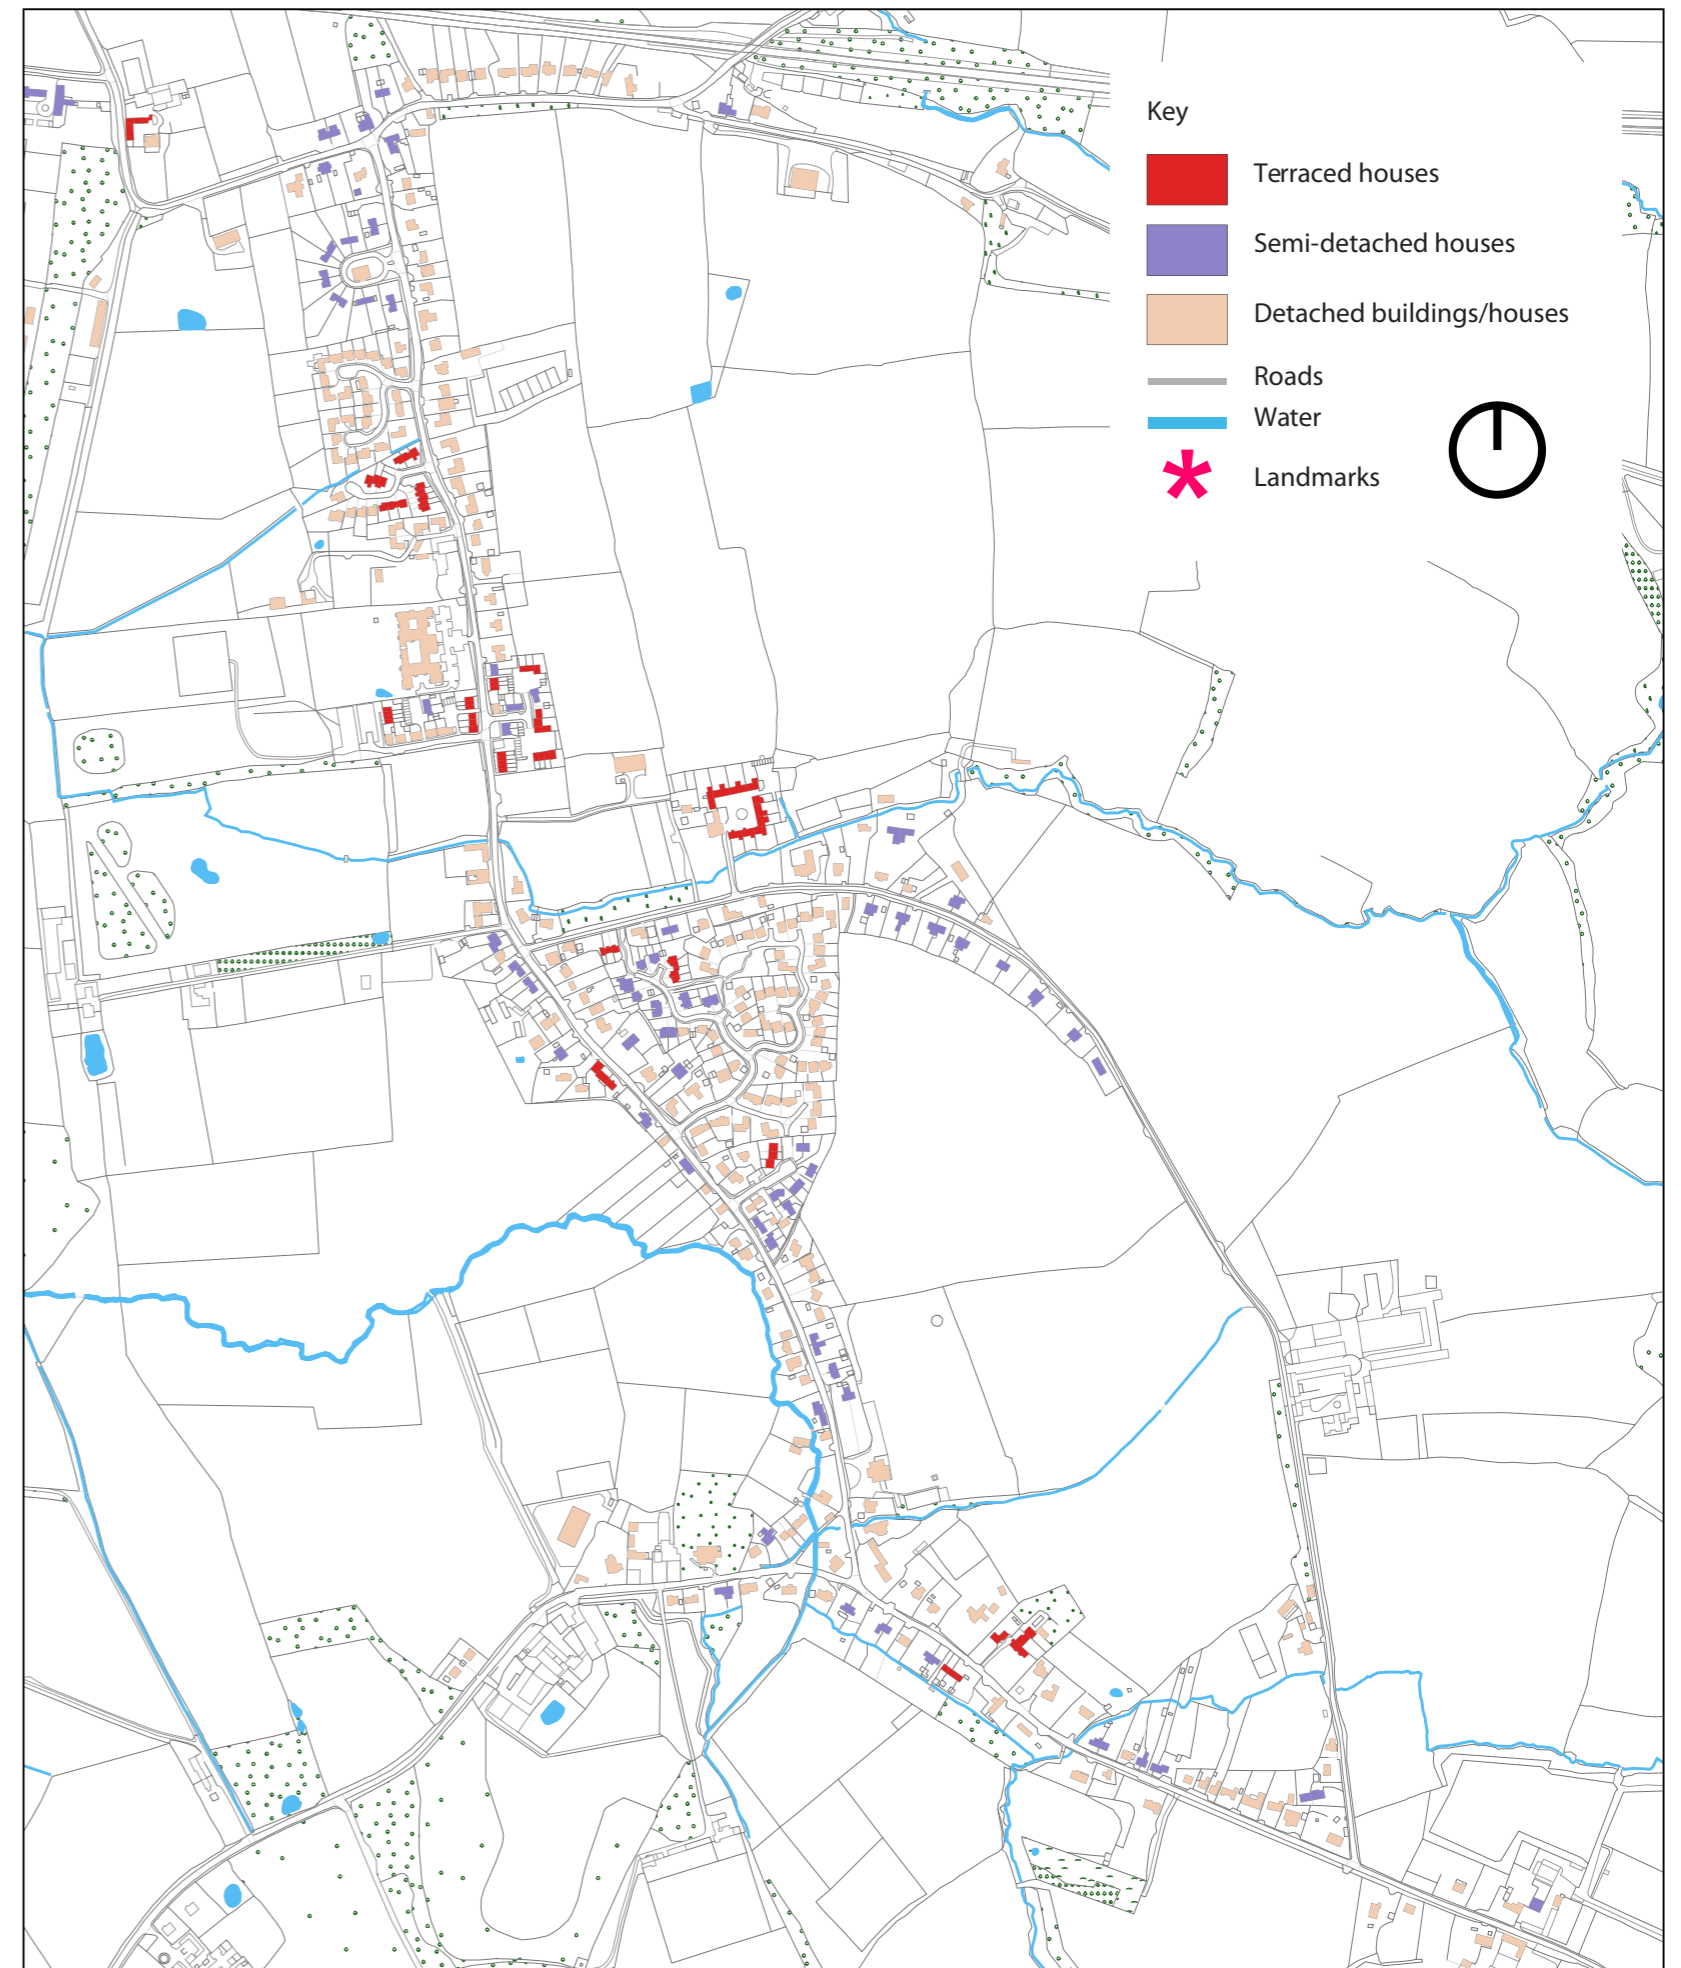 Key
Terraced houses
Semi-detached houses
Detached buildings/houses
Roads
Water
Landmarks